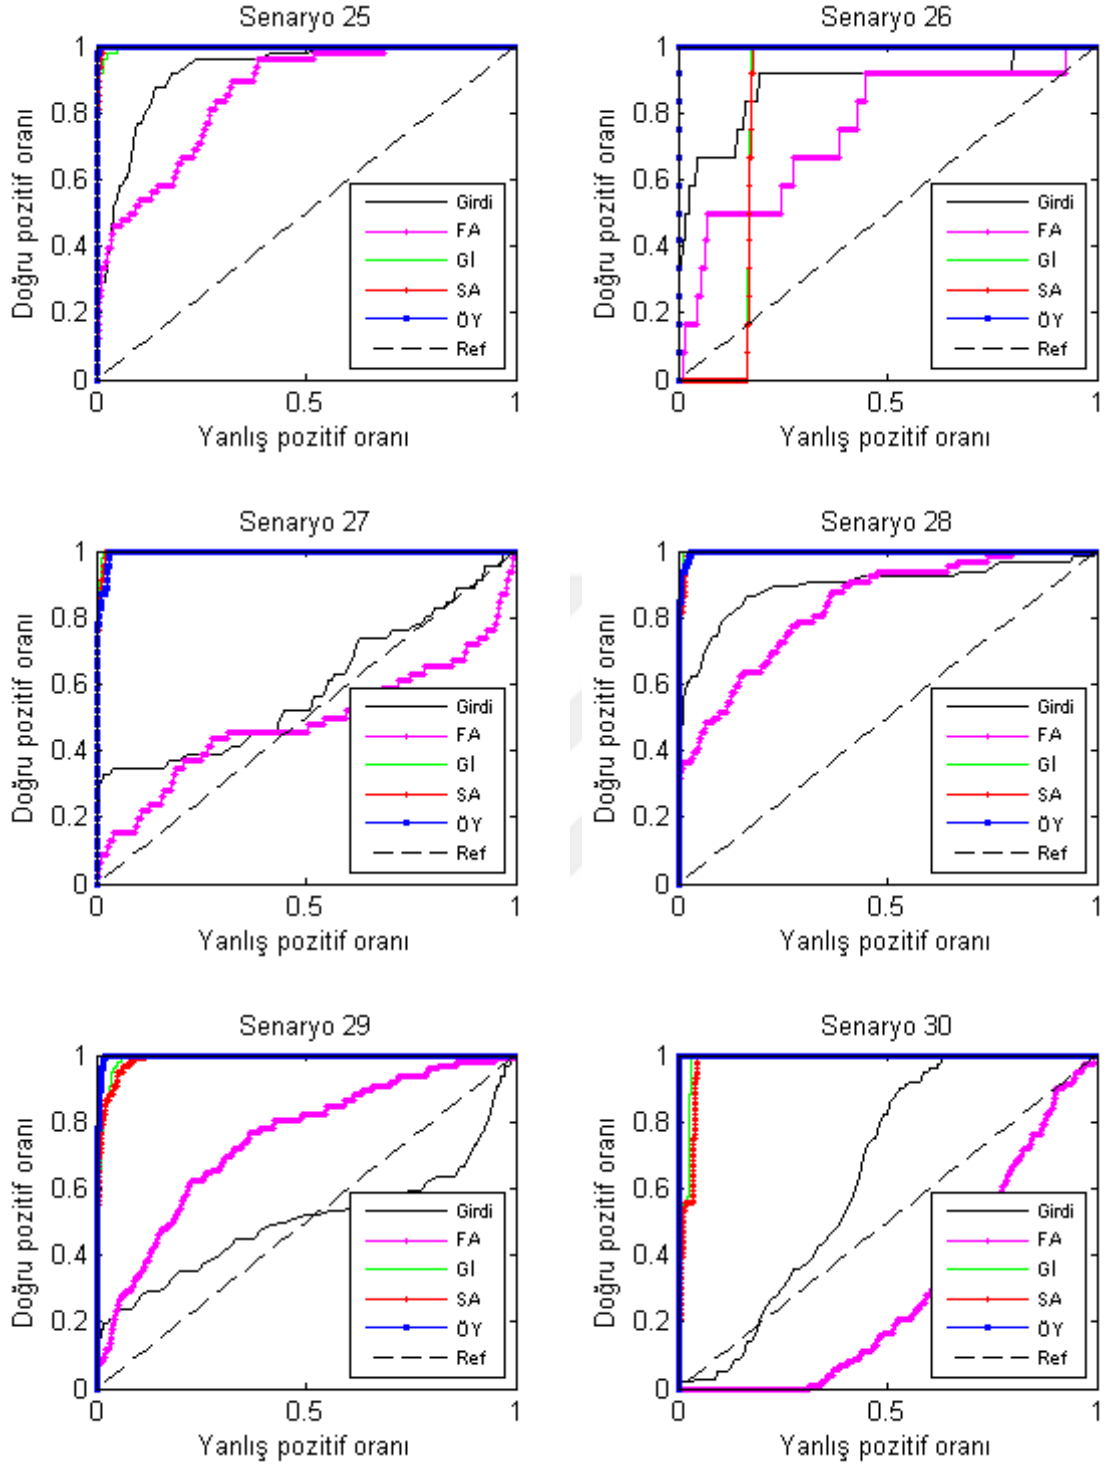 Senaryo 25
Doğru pozitif oranı
1
0.8
0.6
0.4
0.2
0
0 0.5 1
Yanlış pozitif oranı
Girdi
FA
Gİ
SA
ÖY
Ref
Senaryo 26
Doğru pozitif oranı
1
0.8
0.6
0.4
0.2
0
0 0.5 1
Yanlış pozitif oranı
Girdi
FA
Gİ
SA
ÖY
Ref
Senaryo 27
Doğru pozitif oranı
1
0.8
0.6
0.4
0.2
0
0 0.5 1
Yanlış pozitif oranı
Girdi
FA
Gİ
SA
ÖY
Ref
Senaryo 28
Doğru pozitif oranı
1
0.8
0.6
0.4
0.2
0
0 0.5 1
Yanlış pozitif oranı
Girdi
FA
Gİ
SA
ÖY
Ref
Senaryo 29
Doğru pozitif oranı
1
0.8
0.6
0.4
0.2
0
0 0.5 1
Yanlış pozitif oranı
Girdi
FA
Gİ
SA
ÖY
Ref
Senaryo 30
Doğru pozitif oranı
1
0.8
0.6
0.4
0.2
0
0 0.5 1
Yanlış pozitif oranı
Girdi
FA
Gİ
SA
ÖY
Ref